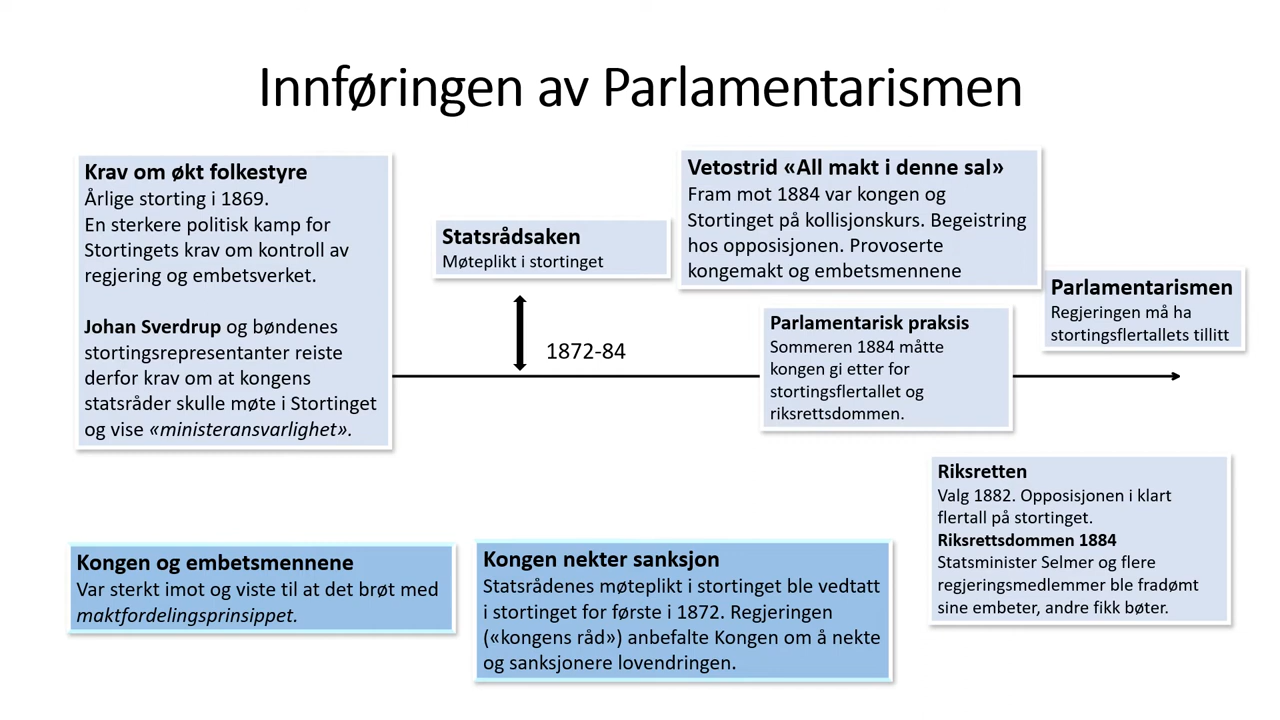 Innføringen av Parlamentarismen
Krav om økt folkestyre
Årlige storting i 1869.
En sterkere politisk kamp for
Stortingets krav om kontroll av
regjering og embetsverket.
Johan Sverdrup og bøndenes
stortingsrepresentanter reiste
derfor krav om at kongens
statsråder skulle møte i Stortinget
og vise «ministeransvarlighet».
Statsrådsaken
Møteplikt i stortinget
1872-84
Vetostrid «All makt i denne sal»
Fram mot 1884 var kongen og
Stortinget på kollisjonskurs. Begeistring
hos opposisjonen. Provoserte
kongemakt og embetsmennene
Parlamentarisk praksis
Sommeren 1884 måtte
kongen gi etter for
stortingsflertallet og
riksrettsdommen.
Parlamentarismen
Regjeringen må ha
stortingsflertallets tillitt
Kongen og embetsmennene
Var sterkt imot og viste til at det brøt med
maktfordelingsprinsippet.
Kongen nekter sanksjon
Statsrådenes møteplikt i stortinget ble vedtatt
i stortinget for første i 1872. Regjeringen
(«kongens råd») anbefalte Kongen om å nekte
og sanksjonere lovendringen.
Riksretten
Valg 1882. Opposisjonen i klart
flertall på stortinget.
Riksrettsdommen 1884
Statsminister Selmer og flere
regjeringsmedlemmer ble fradømt
sine embeter, andre fikk bøter.